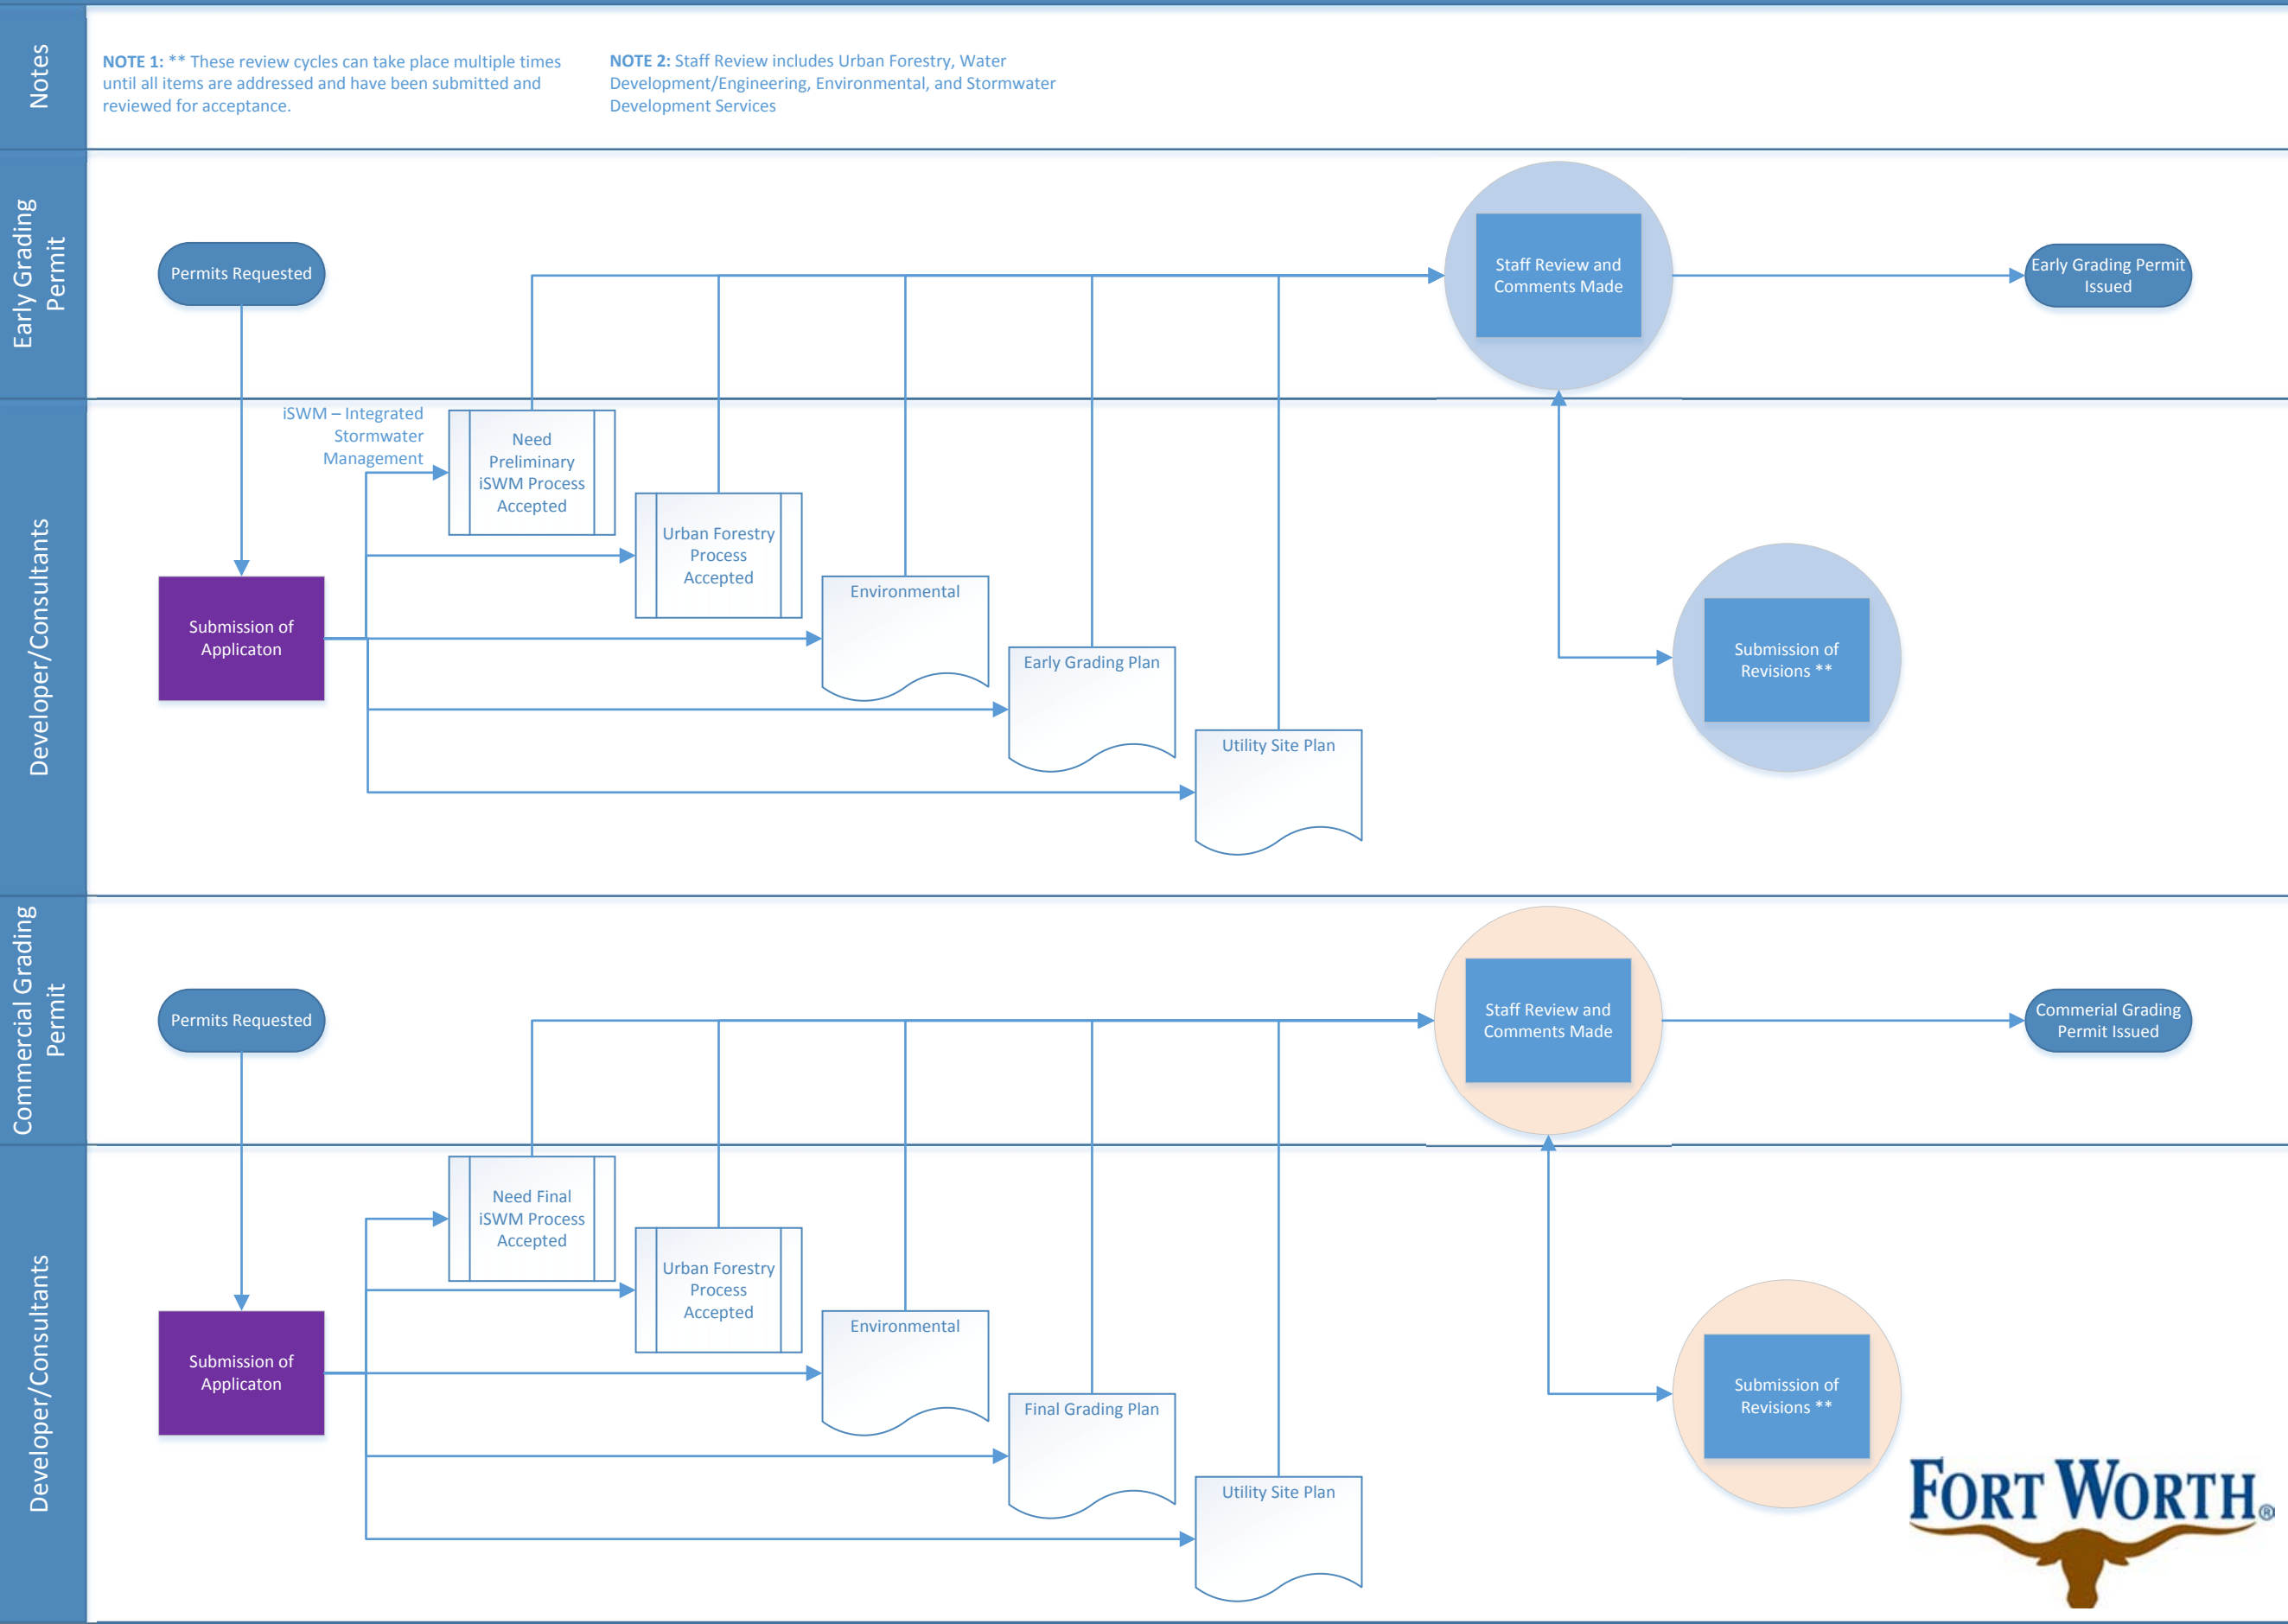 Notes
NOTE 1: ** These review cycles can take place multiple times
until all items are addressed and have been submitted and
reviewed for acceptance.
NOTE 2: Staff Review includes Urban Forestry, Water
Development/Engineering, Environmental, and Stormwater
Development Services
Early Grading
Permit
Permits Requested
Staff Review and
Comments Made
Early Grading Permit
Issued
Developer/Consultants
iSWM – Integrated
Stormwater
Management
Need
Preliminary
iSWM Process
Accepted
Urban Forestry
Process
Accepted
Environmental
Early Grading Plan
Utility Site Plan
Submission of
Applicaton
Submission of
Revisions **
Commercial Grading
Permit
Permits Requested
Staff Review and
Comments Made
Commerial Grading
Permit Issued
Developer/Consultants
Need Final
iSWM Process
Accepted
Urban Forestry
Process
Accepted
Environmental
Final Grading Plan
Utility Site Plan
Submission of
Applicaton
Submission of
Revisions **
FORT WORTH®